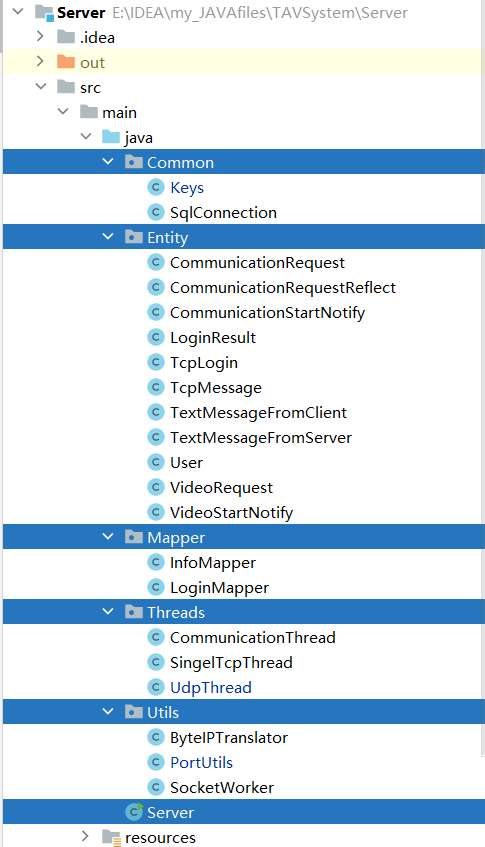 Server E:\IDEA\my_JAVAfiles\TAVSystem\Server
.idea
out
src
main
java
Common
Keys
SqlConnection
Entity
CommunicationRequest
CommunicationRequestReflect
CommunicationStartNotify
LoginResult
TcpLogin
TcpMessage
TextMessageFromClient
TextMessageFromServer
User
VideoRequest
VideoStartNotify
Mapper
InfoMapper
LoginMapper
Threads
CommunicationThread
SingelTcpThread
UdpThread
Utils
ByteIPTranslator
PortUtils
SocketWorker
Server
resources